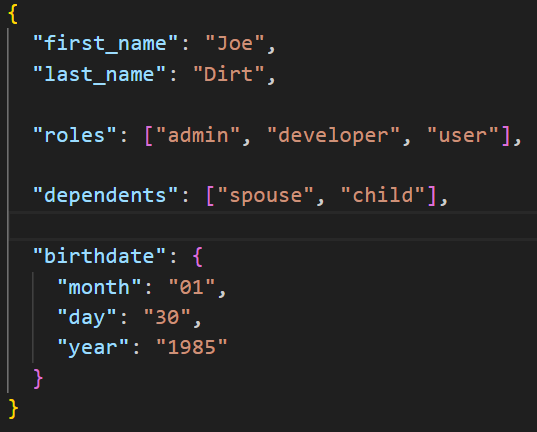 {
  "first_name": "Joe",
  "last_name": "Dirt",

  "roles": ["admin", "developer", "user"],

  "dependents": ["spouse", "child"],

  "birthdate": {
    "month": "01",
    "day": "30",
    "year": "1985"
  }
}